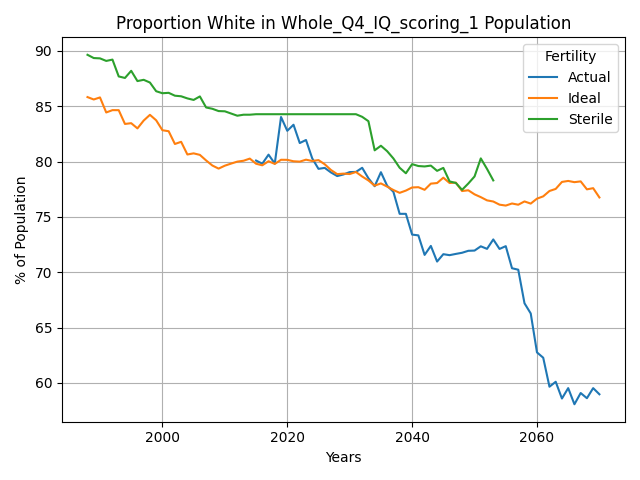 Proportion White in Whole_Q4_IQ_scoring_1 Population
Fertility
Actual
Ideal
Sterile
% of Population
90
85
80
75
70
65
60
2000
2020
2040
2060
Years